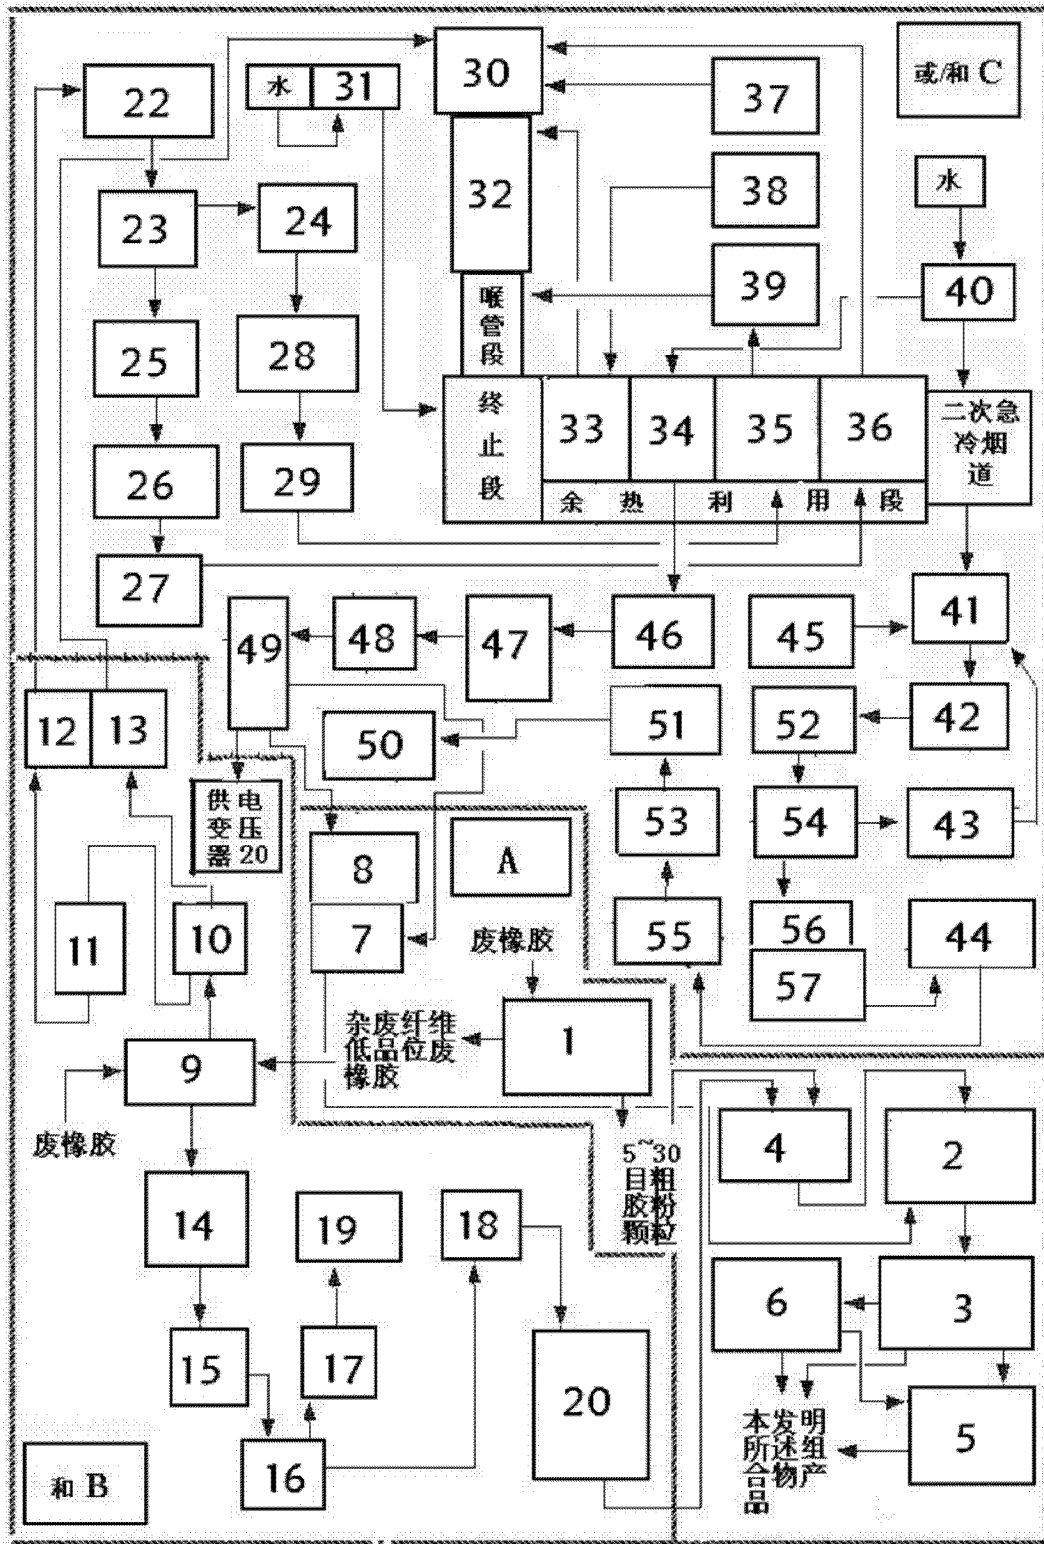 30
或/和 C
22
水
31
37
水
32
38
23
24
40
39
喉管段
25
28
终止段
33
34
35
36
二次急
冷烟
道
26
29
余热利用段
27
41
49
48
47
46
45
12
13
50
51
52
42
供电
变压
器20
8
A
53
54
43
7
废橡胶
11
10
55
56
57
44
杂废纤维
低品位废
橡胶
1
9
废橡胶
5~30
目粗
胶粉
颗粒
4
2
14
19
18
6
3
15
17
20
5
本发明
所述组
合物产
品
16
和 B